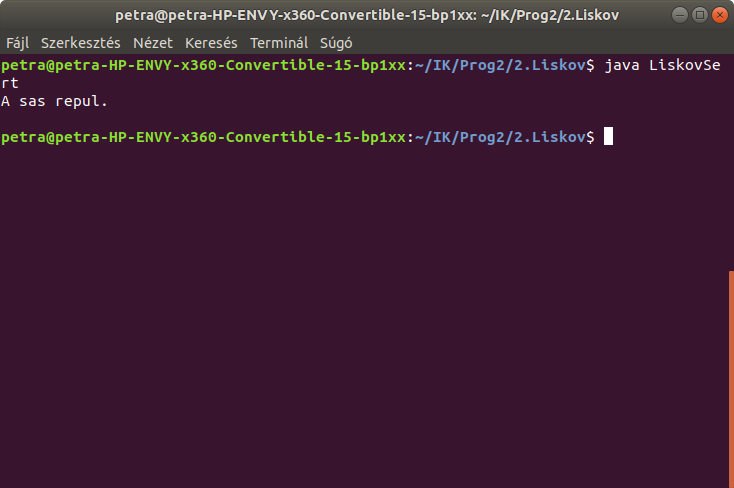 petra@petra-HP-ENVY-x360-Convertible-15-bp1xx: ~/IK/Prog2/2.Liskov
Fájl Szerkesztés Nézet Keresés Terminál Súgó
petra@petra-HP-ENVY-x360-Convertible-15-bp1xx:~/IK/Prog2/2.Liskov$ java LiskovSe
rt
A sas repul.
petra@petra-HP-ENVY-x360-Convertible-15-bp1xx:~/IK/Prog2/2.Liskov$